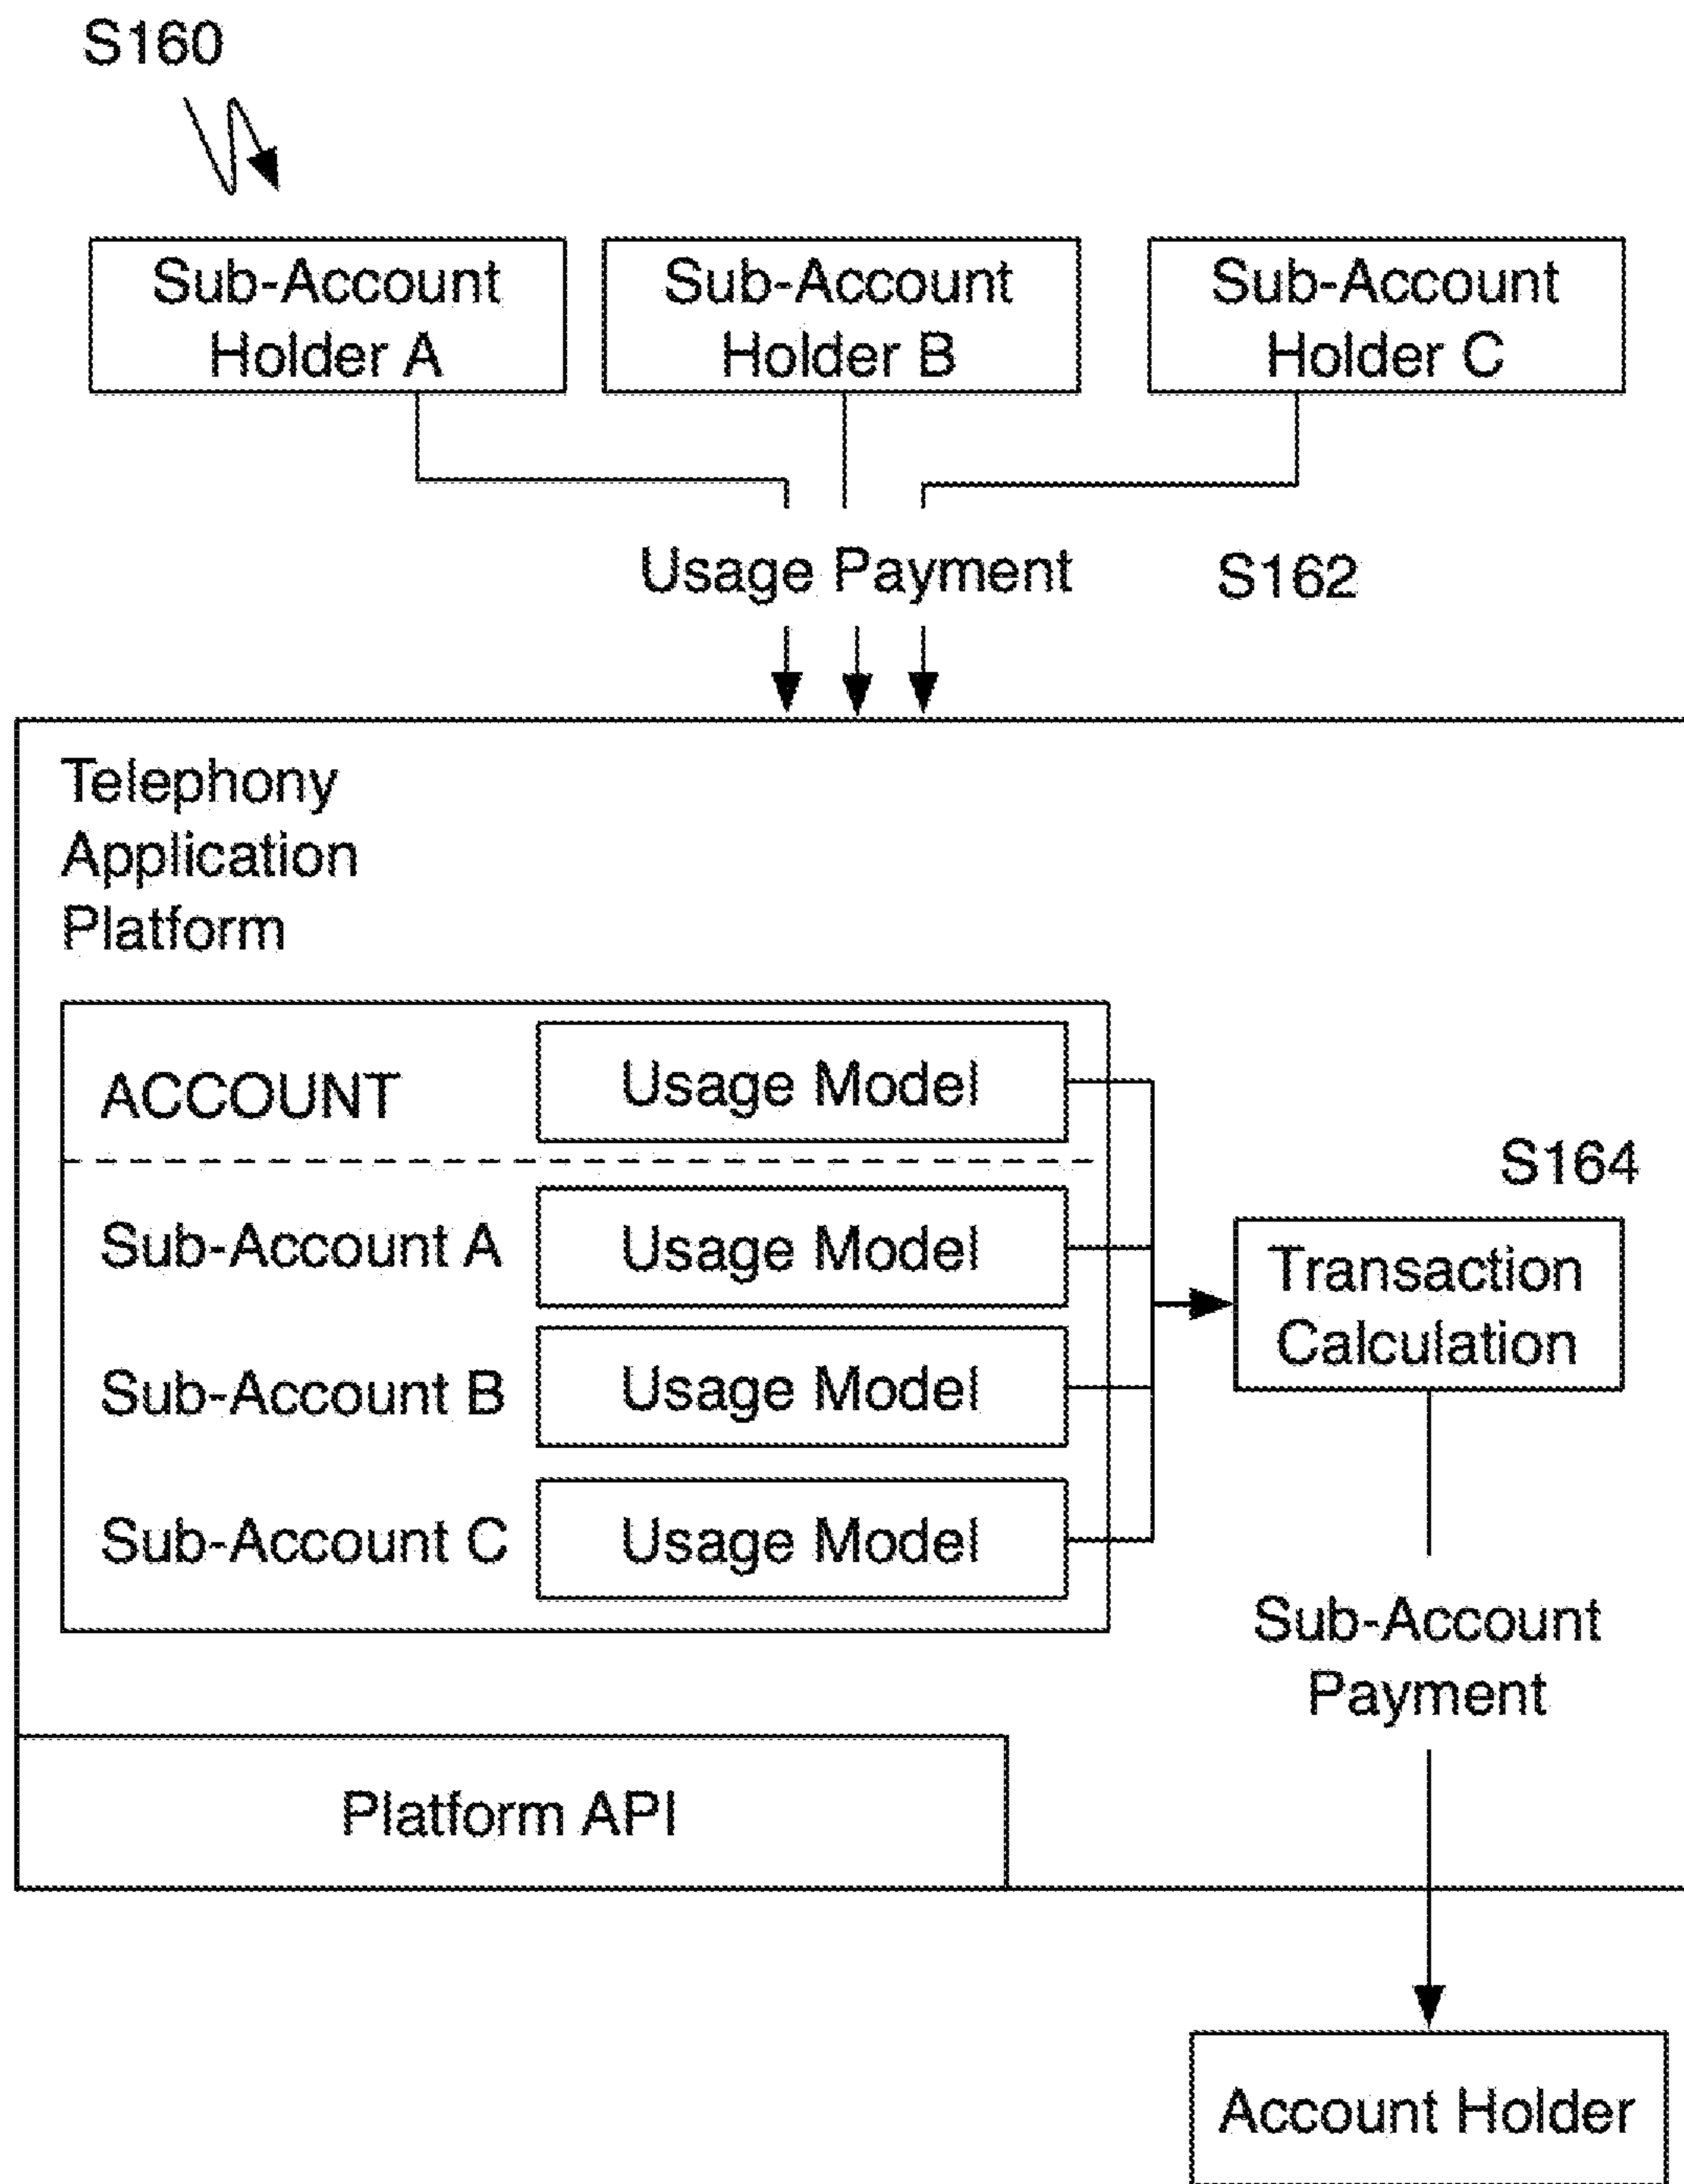 S160
Sub-Account
Holder A
Sub-Account
Holder B
Sub-Account
Holder C
Usage Payment
S162
Telephony
Application
Platform
ACCOUNT
Usage Model
Sub-Account A
Usage Model
Sub-Account B
Usage Model
Sub-Account C
Usage Model
S164
Transaction
Calculation
Sub-Account
Payment
Platform API
Account Holder